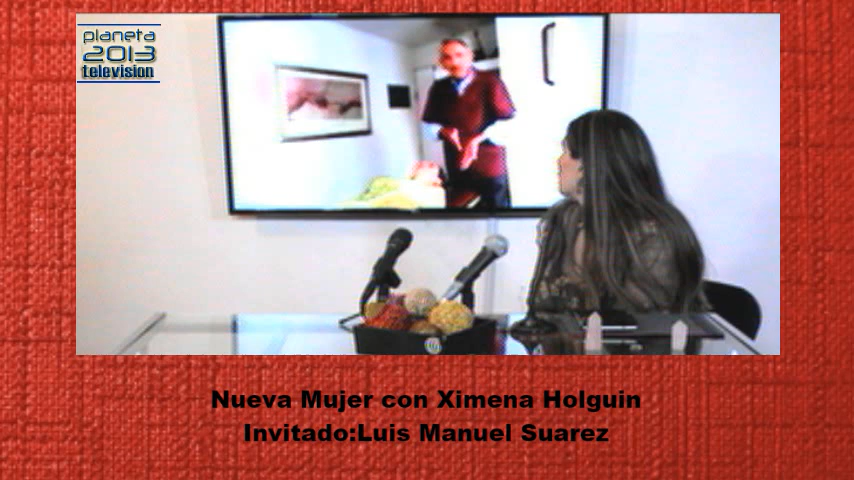 planeta
2013
television
Nueva Mujer con Ximena Holguin
Invitado:Luis Manuel Suarez